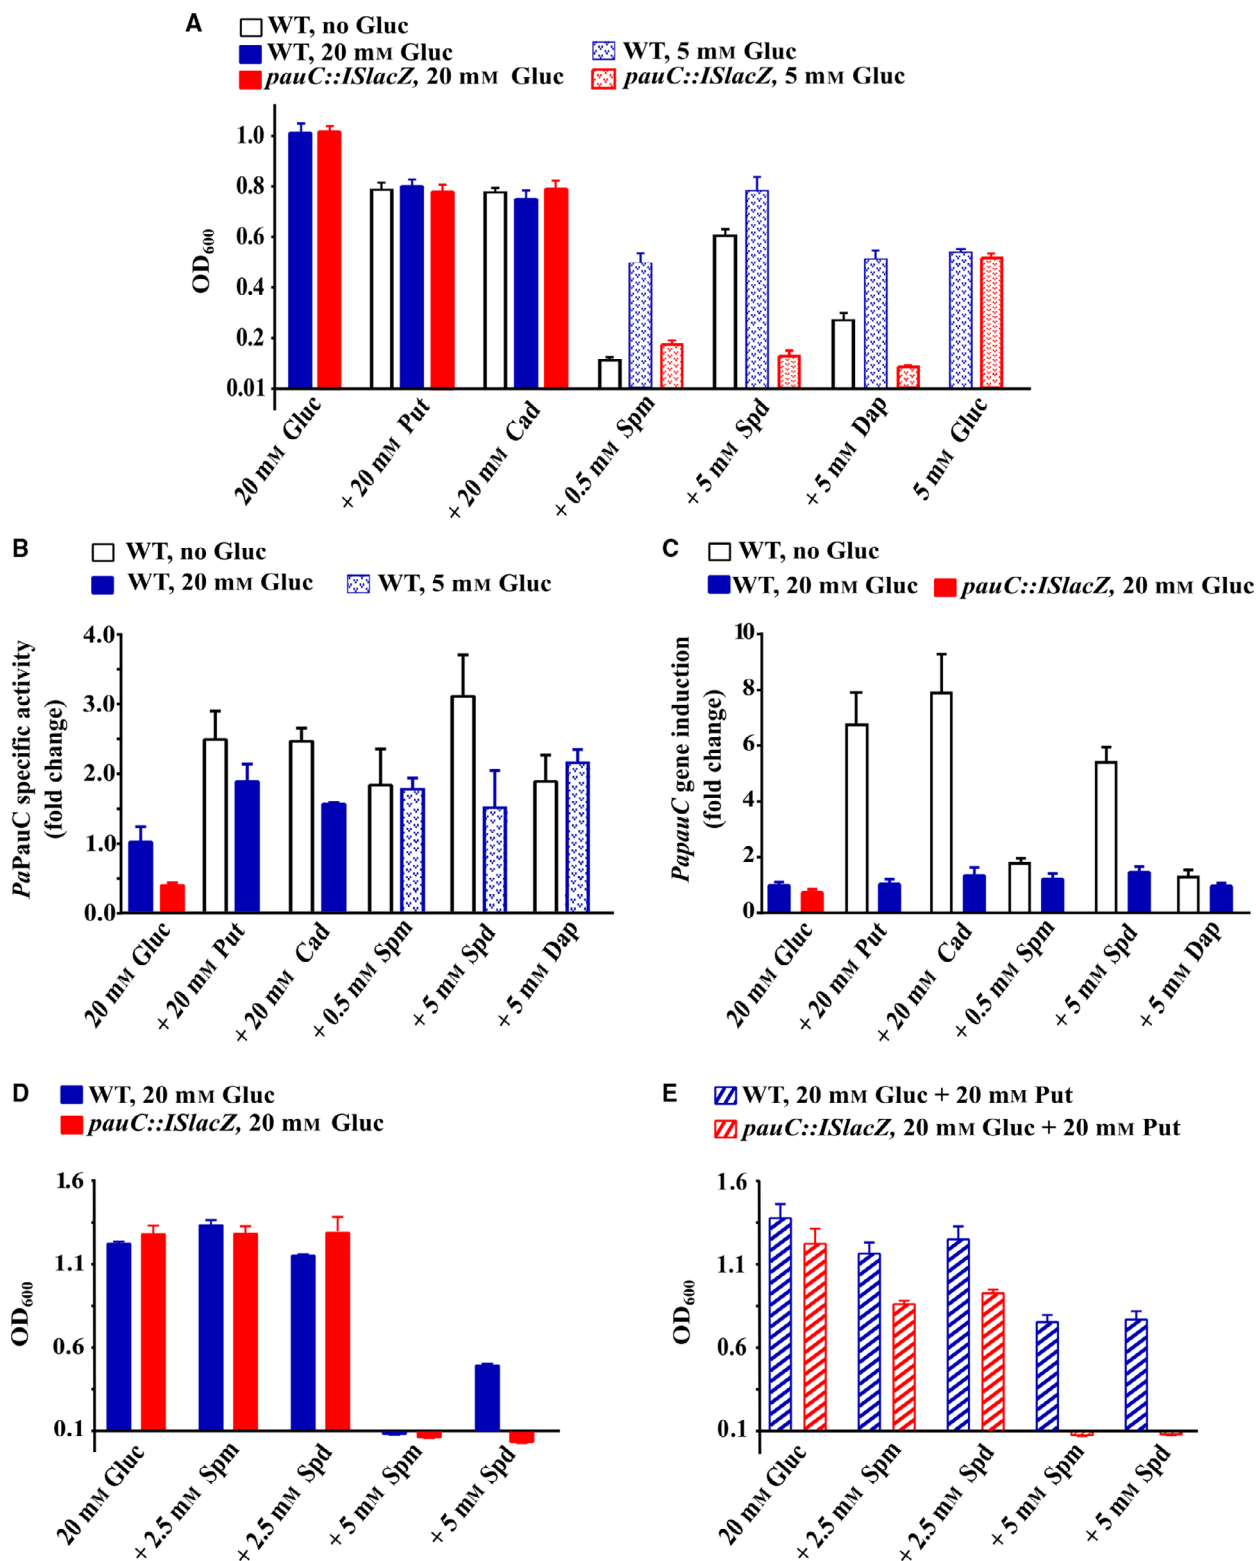 A
WT, no Gluc
WT, 20 mM Gluc
WT, 5 mM Gluc
pauC::ISlacZ, 20 mM Gluc
pauC::ISlacZ, 5 mM Gluc
OD600
1.0
0.8
0.6
0.4
0.2
0.01
20 mM Gluc
+ 20 mM Put
+ 20 mM Cad
+ 0.5 mM Spm
+ 5 mM Spd
+ 5 mM Dap
5 mM Gluc
B
WT, no Gluc
WT, 20 mM Gluc
WT, 5 mM Gluc
PaPauC specific activity
(fold change)
4.0
3.0
2.0
1.0
0.0
20 mM Gluc
+ 20 mM Put
+ 20 mM Cad
+ 0.5 mM Spm
+ 5 mM Spd
+ 5 mM Dap
C
WT, no Gluc
WT, 20 mM Gluc
pauC::ISlacZ, 20 mM Gluc
PapauC gene induction
(fold change)
10
8
6
4
2
0
20 mM Gluc
+ 20 mM Put
+ 20 mM Cad
+ 0.5 mM Spm
+ 5 mM Spd
+ 5 mM Dap
D
WT, 20 mM Gluc
pauC::ISlacZ, 20 mM Gluc
OD600
1.6
1.1
0.6
0.1
20 mM Gluc
+ 2.5 mM Spm
+ 2.5 mM Spd
+ 5 mM Spm
+ 5 mM Spd
E
WT, 20 mM Gluc + 20 mM Put
pauC::ISlacZ, 20 mM Gluc + 20 mM Put
OD600
1.6
1.1
0.6
0.1
20 mM Gluc
+ 2.5 mM Spm
+ 2.5 mM Spd
+ 5 mM Spm
+ 5 mM Spd